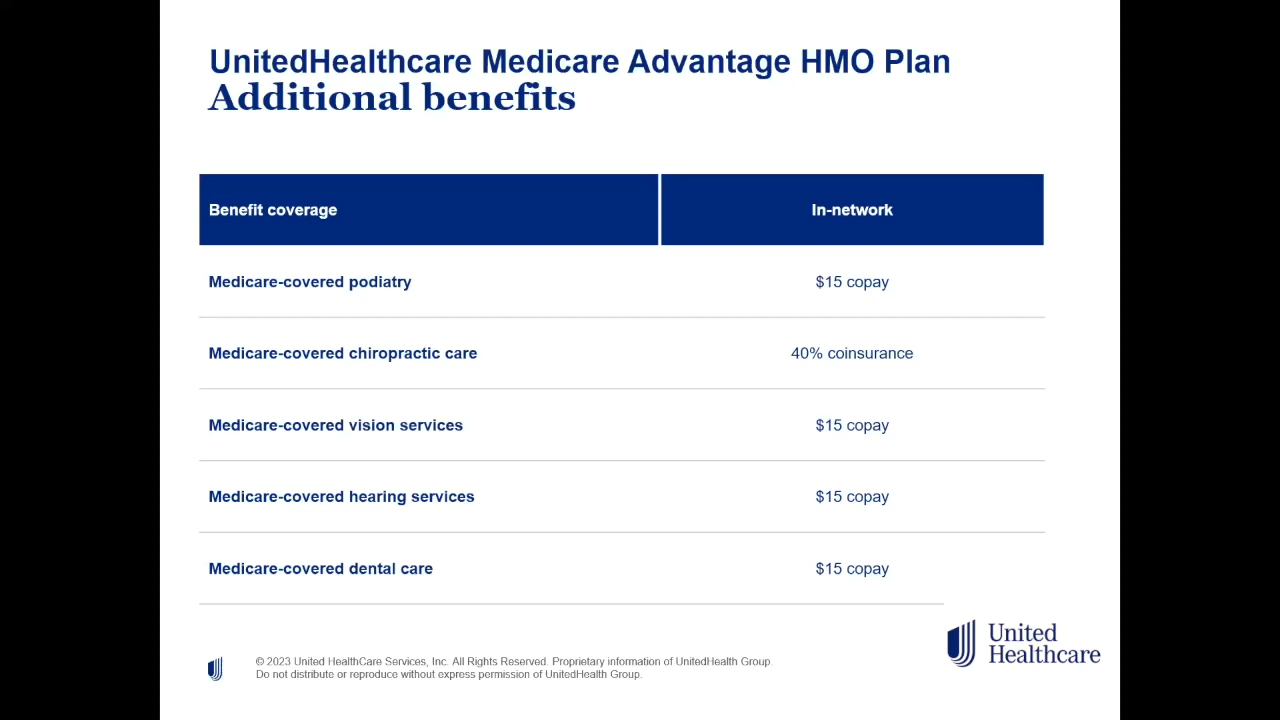 UnitedHealthcare Medicare Advantage HMO Plan
Additional benefits
Benefit coverage
In-network
Medicare-covered podiatry
$15 copay
Medicare-covered chiropractic care
40% coinsurance
Medicare-covered vision services
$15 copay
Medicare-covered hearing services
$15 copay
Medicare-covered dental care
$15 copay
United
Healthcare
© 2023 United HealthCare Services, Inc. All Rights Reserved. Proprietary information of UnitedHealth Group.
Do not distribute or reproduce without express permission of UnitedHealth Group.